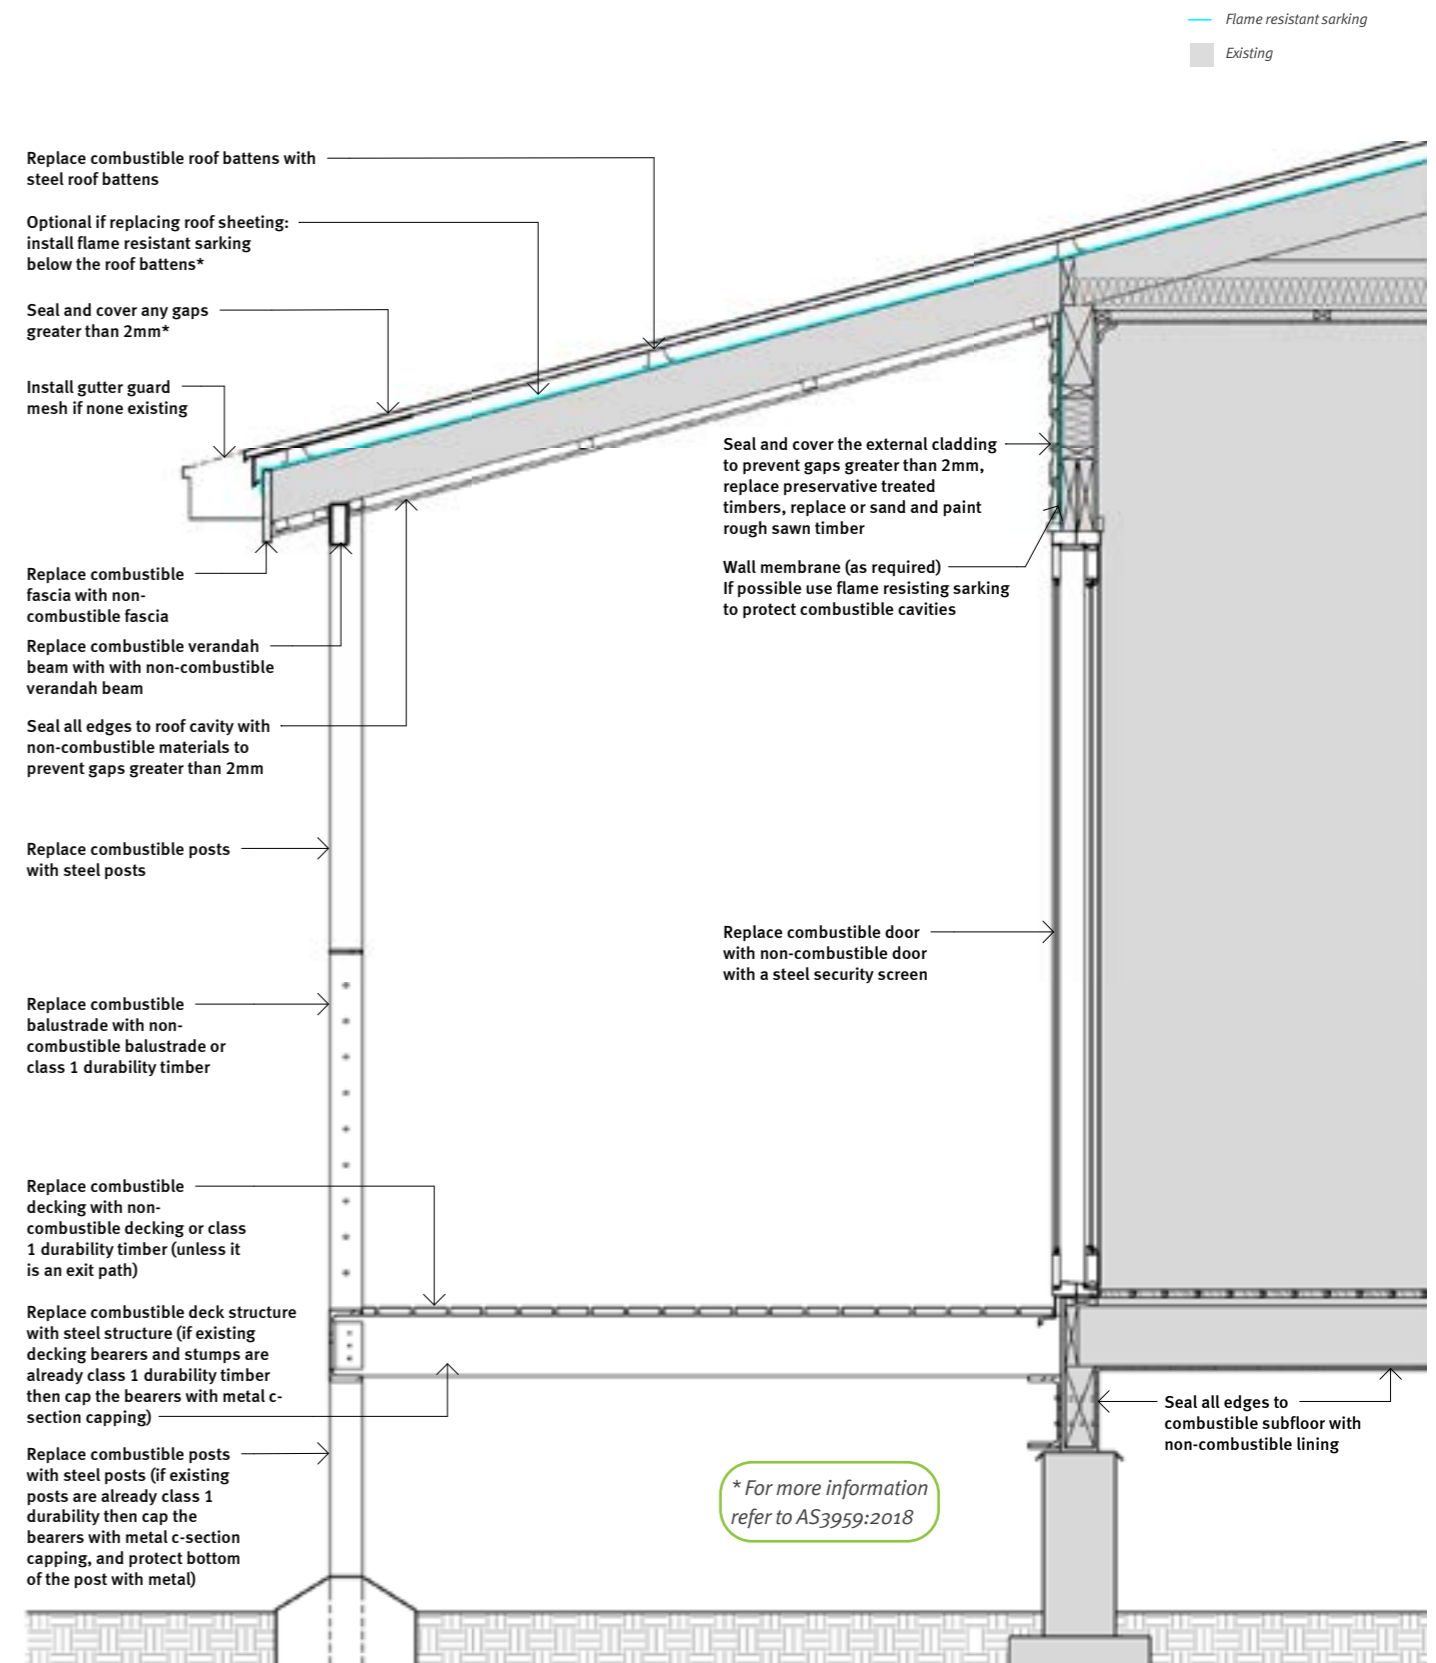 Flame resistant sarking
Existing
Replace combustible roof battens with
steel roof battens
Optional if replacing roof sheeting:
install flame resistant sarking
below the roof battens*
Seal and cover any gaps
greater than 2mm*
Install gutter guard
mesh if none existing
Seal and cover the external cladding
to prevent gaps greater than 2mm,
replace preservative treated
timbers, replace or sand and paint
rough sawn timber
Wall membrane (as required)
If possible use flame resisting sarking
to protect combustible cavities
Replace combustible
fascia with non-
combustible fascia
Replace combustible verandah
beam with with non-combustible
verandah beam
Seal all edges to roof cavity with
non-combustible materials to
prevent gaps greater than 2mm
Replace combustible posts
with steel posts
Replace combustible door
with non-combustible door
with a steel security screen
Replace combustible
balustrade with non-
combustible balustrade or
class 1 durability timber
Replace combustible
decking with non-
combustible decking or class
1 durability timber (unless it
is an exit path)
Replace combustible deck structure
with steel structure (if existing
decking bearers and stumps are
already class 1 durability timber
then cap the bearers with metal c-
section capping)
Seal all edges to
combustible subfloor with
non-combustible lining
Replace combustible posts
with steel posts (if existing
posts are already class 1
durability then cap the
bearers with metal c-section
capping, and protect bottom
of the post with metal)
* For more information
refer to AS3959:2018